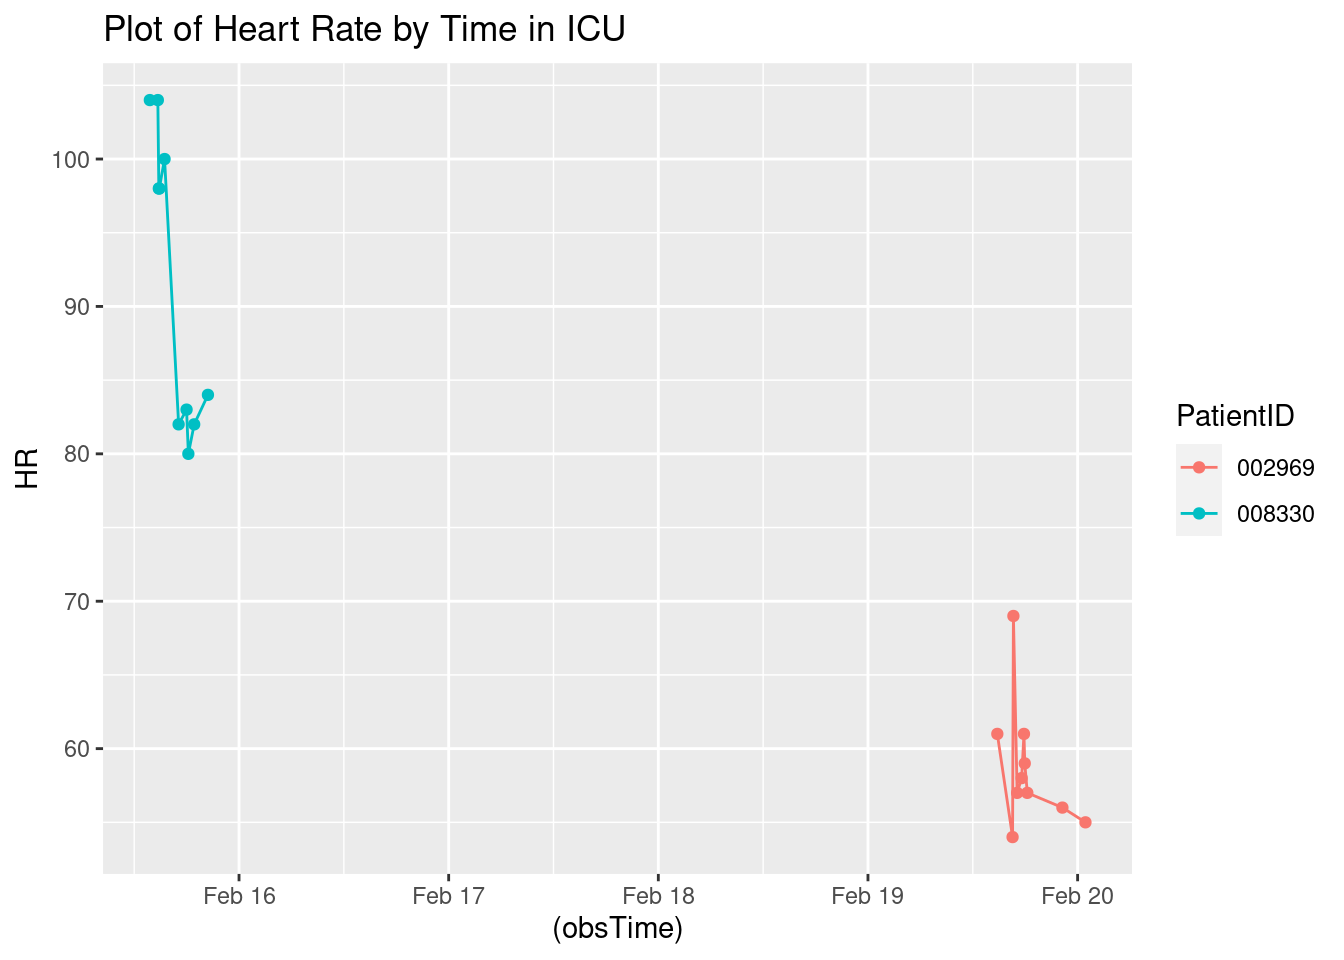 Plot of Heart Rate by Time in ICU
HR
100
90
80
70
60
Feb 16
Feb 17
Feb 18
Feb 19
Feb 20
(obsTime)
PatientID
002969
008330